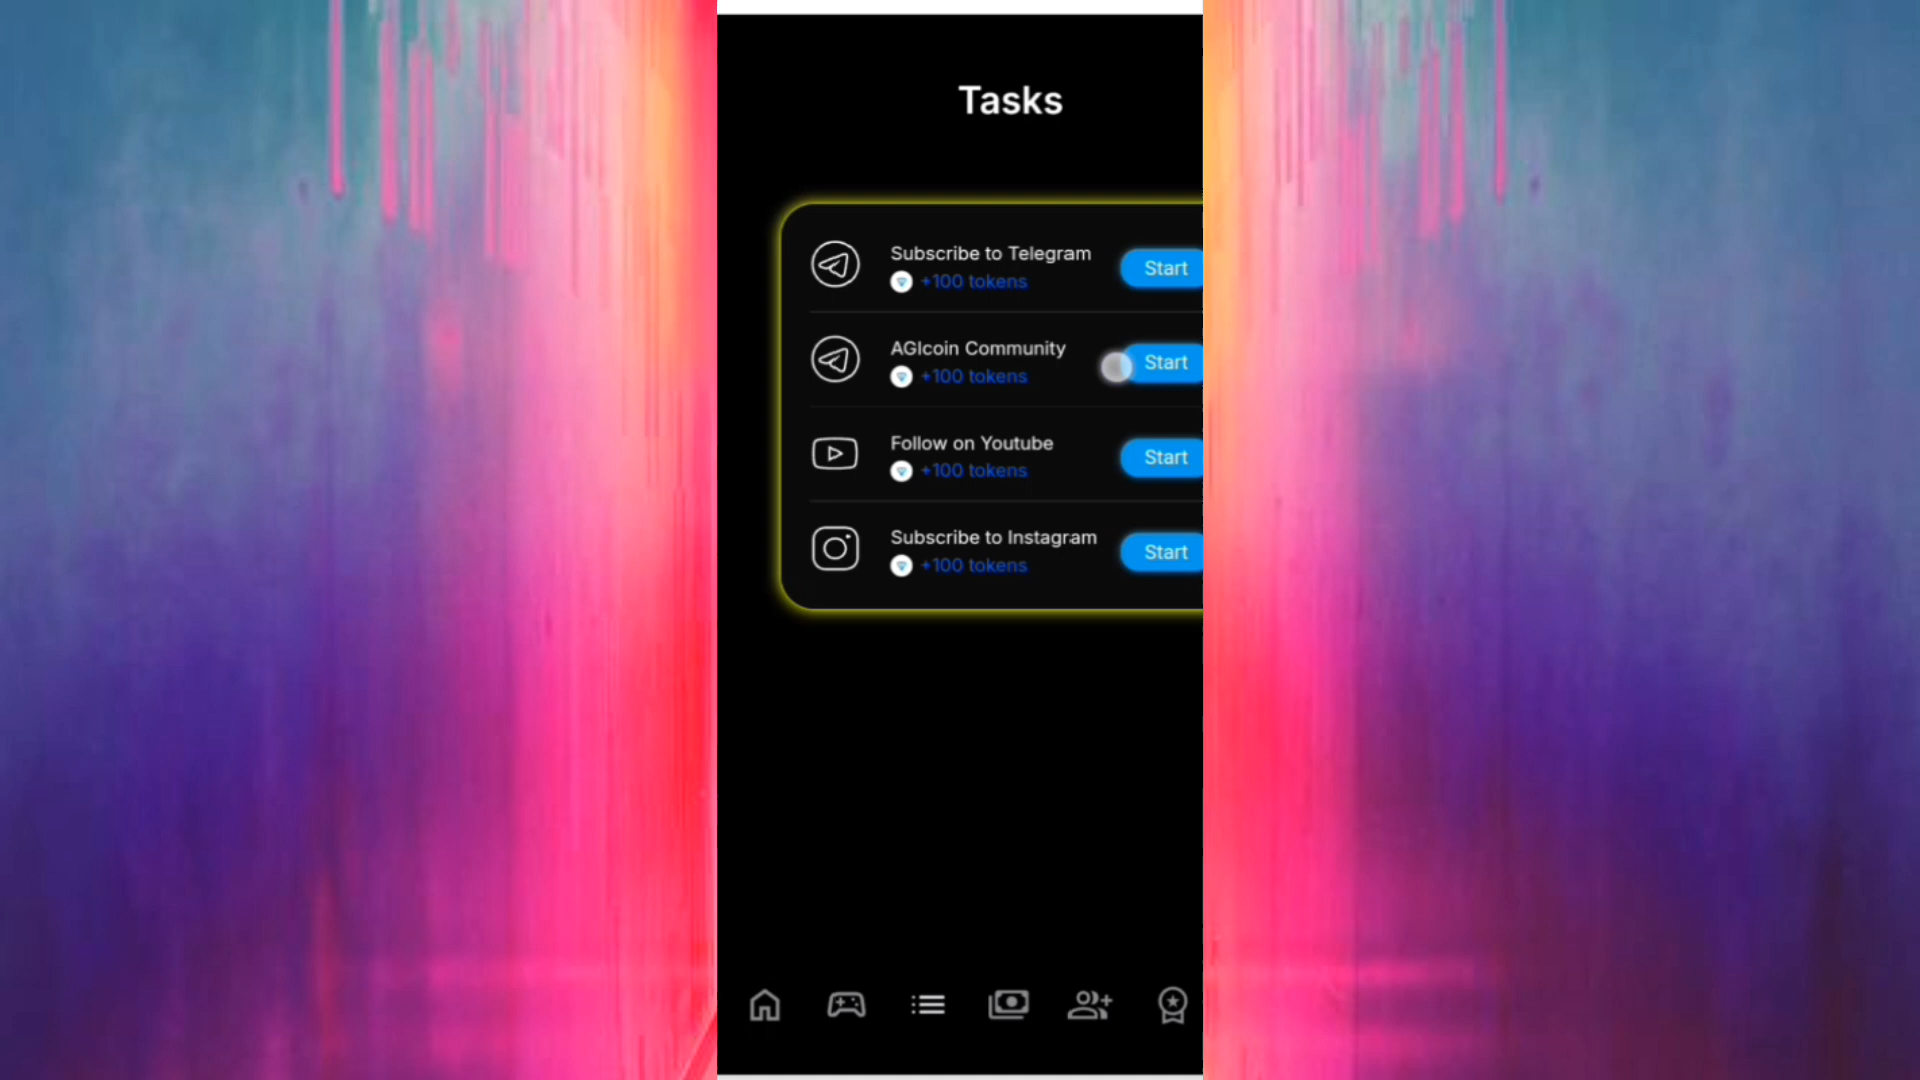 Tasks
Subscribe to Telegram
+100 tokens
Start
AGIcoin Community
+100 tokens
Start
Follow on Youtube
+100 tokens
Start
Subscribe to Instagram
+100 tokens
Start